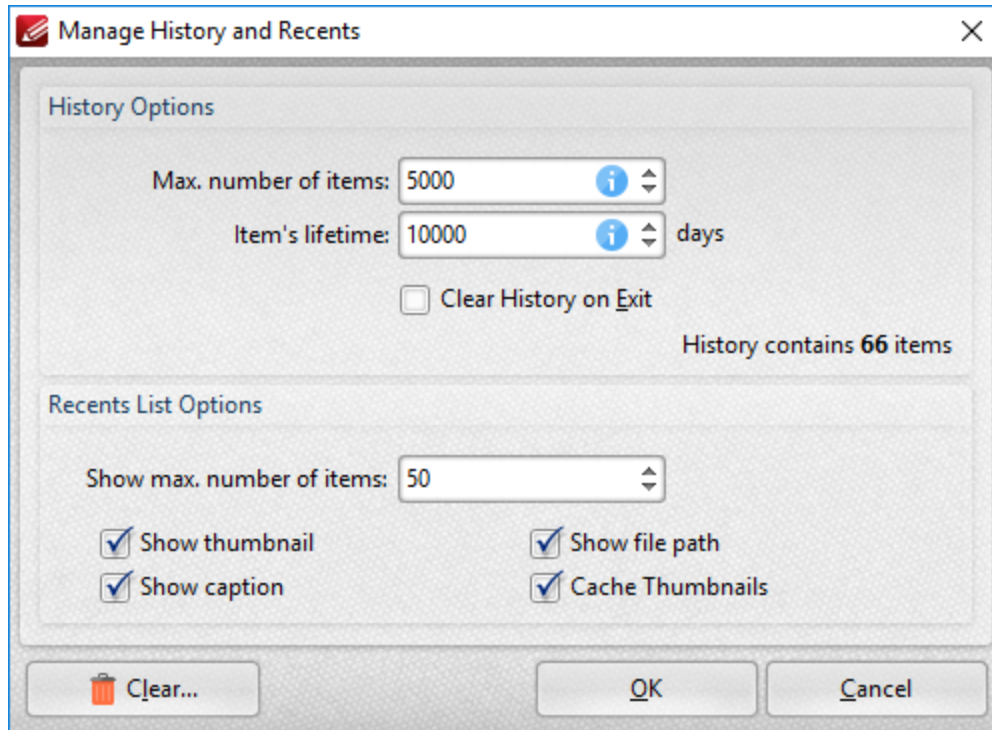 Manage History and Recents
History Options
Max. number of items: 5000
Item's lifetime: 10000 days
Clear History on Exit
History contains 66 items
Recents List Options
Show max. number of items: 50
Show thumbnail Show file path
Show caption Cache Thumbnails
Clear... OK Cancel